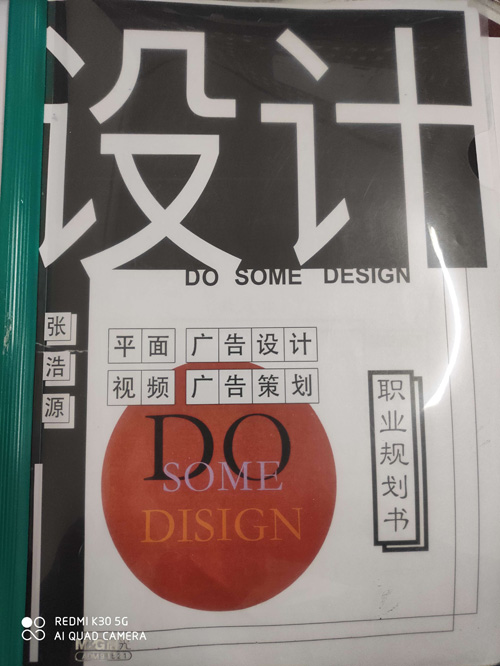 设计
DO SOME DESIGN
张浩源
平面 广告设计
视频 广告策划
职业规划书
DO
SOME
DISIGN
REDMI K30 5G
AI QUAD CAMERA